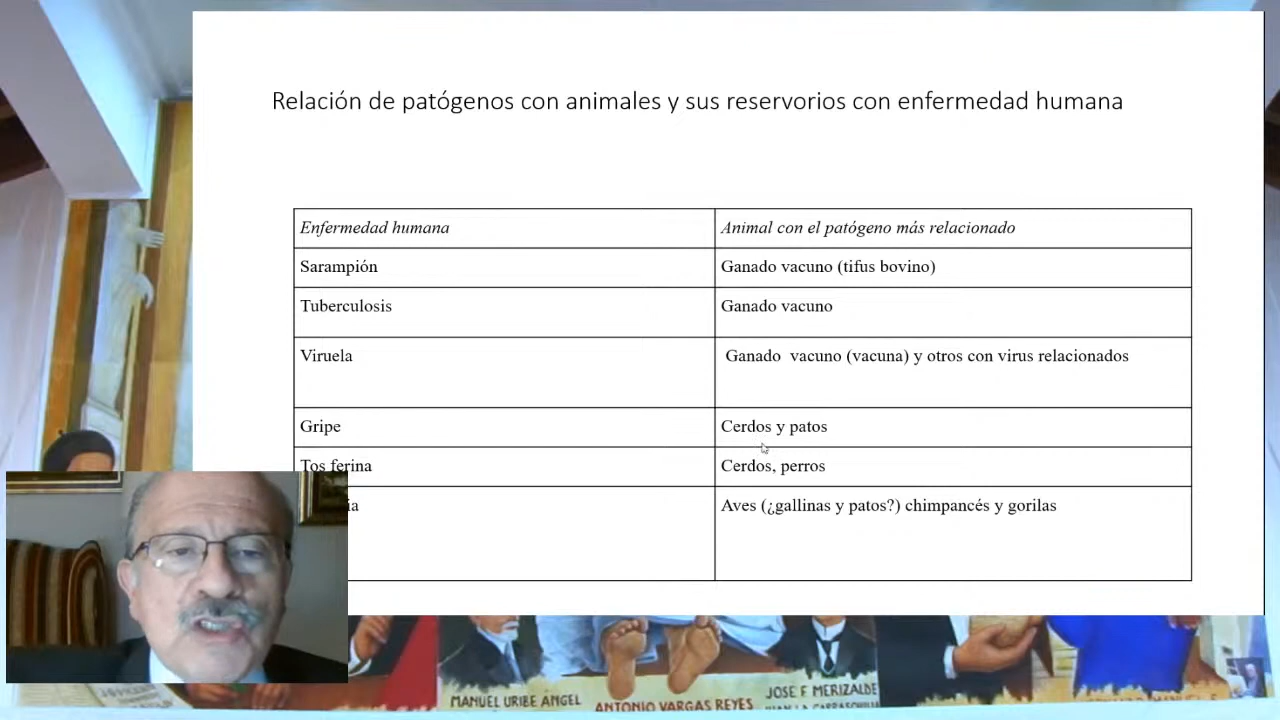 Relación de patógenos con animales y sus reservorios con enfermedad humana
Enfermedad humana Animal con el patógeno más relacionado
Sarampión Ganado vacuno (tifus bovino)
Tuberculosis Ganado vacuno
Viruela Ganado vacuno (vacuna) y otros con virus relacionados
Gripe Cerdos y patos
Tos ferina Cerdos, perros
Aves (¿gallinas y patos?) chimpancés y gorilas
MANUEL URIBE ANGEL
ANTONIO VARGAS REYES
JOSE F. MERIZALDE